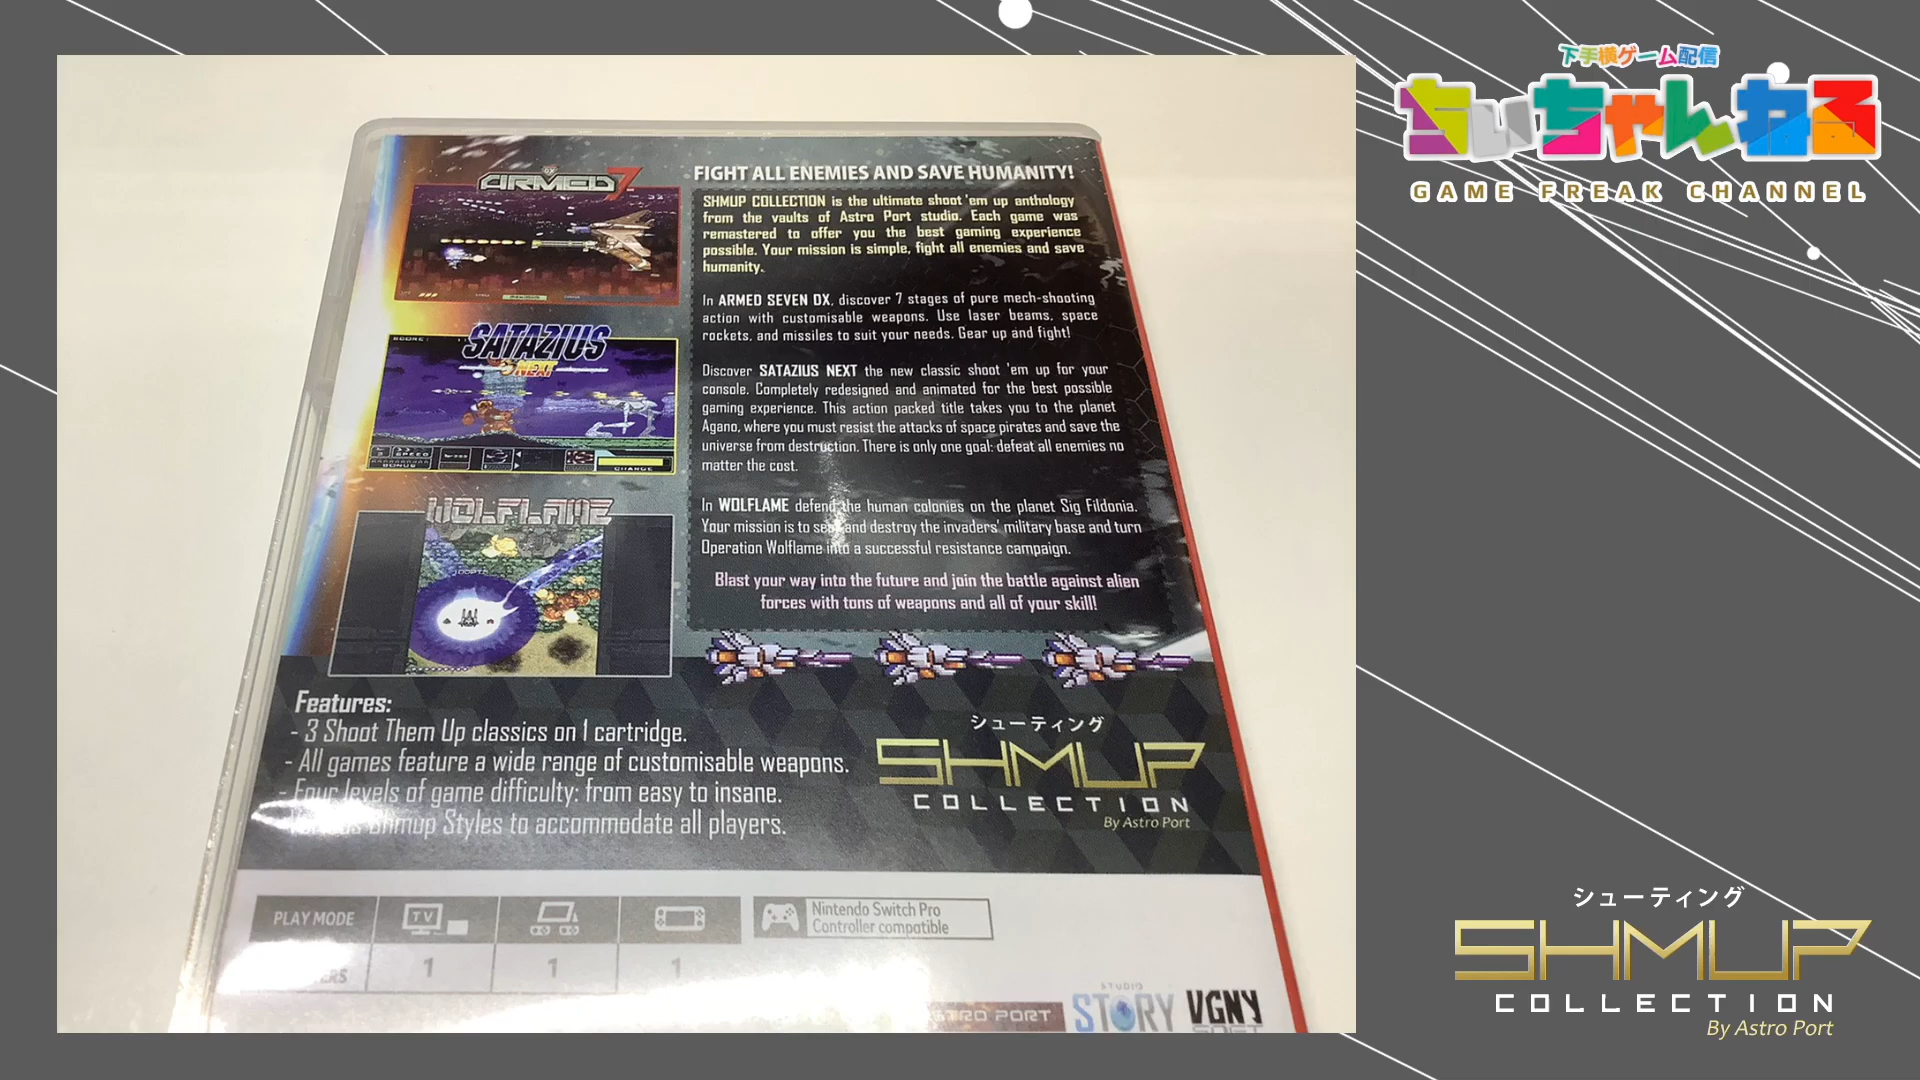 下手横ゲーム配信
ちぃちゃんねる
GAME FREAK CHANNEL
ARMED 7
FIGHT ALL ENEMIES AND SAVE HUMANITY!
SHMUP COLLECTION is the ultimate shoot 'em up anthology
from the vaults of Astro Port studio. Each game was
remastered to offer you the best gaming experience
possible. Your mission is simple, fight all enemies and save
humanity.
In ARMED SEVEN DX, discover 7 stages of pure mech-shooting
action with customisable weapons. Use laser beams, space
rockets, and missiles to suit your needs. Gear up and fight!
SATAZIUS
NEXT
SCORE:
SPEED
BONUS
CHANGE
Discover SATAZIUS NEXT the new classic shoot 'em up for your
console. Completely redesigned and animated for the best possible
gaming experience. This action packed title takes you to the planet
Agano, where you must resist the attacks of space pirates and save the
universe from destruction. There is only one goal: defeat all enemies no
matter the cost.
WOLFLAME
In WOLFLAME defend the human colonies on the planet Sig Fildonia.
Your mission is to seek and destroy the invaders' military base and turn
Operation Wolflame into a successful resistance campaign.
Blast your way into the future and join the battle against alien
forces with tons of weapons and all of your skill!
Features:
- 3 Shoot Them Up classics on 1 cartridge.
- All games feature a wide range of customisable weapons.
- Four levels of game difficulty: from easy to insane.
Shmup Styles to accommodate all players.
シューティング
SHMUP
COLLECTION
By Astro Port
PLAY MODE
TV
Nintendo Switch Pro
Controller compatible
1
1
1
ASTRO PORT
STUDIO
STORY
VGNY
SOFT
シューティング
SHMUP
COLLECTION
By Astro Port